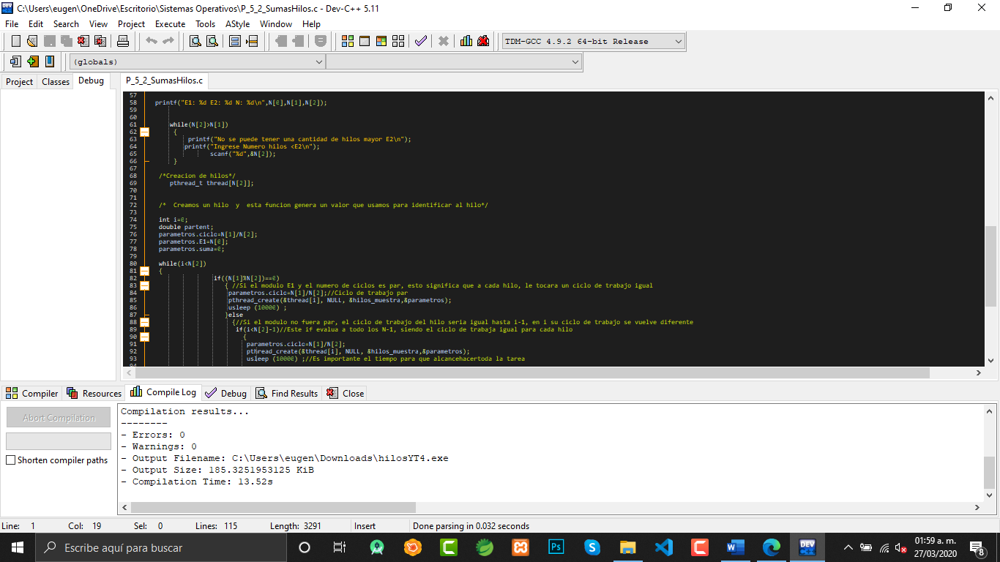 C:\Users\eugen\OneDrive\Escritorio\Sistemas Operativos\P_5_2_SumasHilos.c - Dev-C++ 5.11
File Edit Search View Project Execute Tools AStyle Window Help
TDM-GCC 4.9.2 64-bit Release
(globals)
Project Classes Debug
P_5_2_SumasHilos.c
57
58 printf("E1: %d E2: %d N: %d\n",N[0],N[1],N[2]);
59
60
61 while(N[2]>N[1])
62 {
63 printf("No se puede tener una cantidad de hilos mayor E2\n");
64 printf("Ingrese Numero hilos <E2\n");
65 scanf("%d",&N[2]);
66 }
67
68 /*Creacion de hilos*/
69 pthread_t thread[N[2]];
70
71
72 /* Creamos un hilo y esta funcion genera un valor que usamos para identificar al hilo*/
73
74 int i=0;
75 double partent;
76 parametros.ciclo=N[1]/N[2];
77 parametros.E1=N[0];
78 parametros.suma=0;
79
80 while(i<N[2])
81 {
82 if((N[1]%N[2])==0)
83 { //Si el modulo E1 y el numero de ciclos es par, esto significa que a cada hilo, le tocara un ciclo de trabajo igual
84 parametros.ciclo=N[1]/N[2];//Ciclo de trabajo par
85 pthread_create(&thread[i], NULL, &hilos_muestra,&parametros);
86 usleep (10000) ;
87 }else
88 {//Si el modulo no fuera par, el ciclo de trabajo del hilo seria igual hasta i-1, en i su ciclo de trabajo se vuelve diferente
89 if(i<N[2]-1)//Este if evalua a todo los N-1, siendo el ciclo de trabaja igual para cada hilo
90 {
91 parametros.ciclo=N[1]/N[2];
92 pthread_create(&thread[i], NULL, &hilos_muestra,&parametros);
93 usleep (10000) ;//Es importante el tiempo para que alcancehacertoda la tarea
94
Compiler Resources Compile Log Debug Find Results Close
Abort Compilation
Shorten compiler paths
Compilation results...
--------
- Errors: 0
- Warnings: 0
- Output Filename: C:\Users\eugen\Downloads\hilosYT4.exe
- Output Size: 185.3251953125 KiB
- Compilation Time: 13.52s
Line: 1 Col: 19 Sel: 0 Lines: 115 Length: 3291 Insert Done parsing in 0.032 seconds
Escribe aquí para buscar
01:59 a. m.
27/03/2020
8